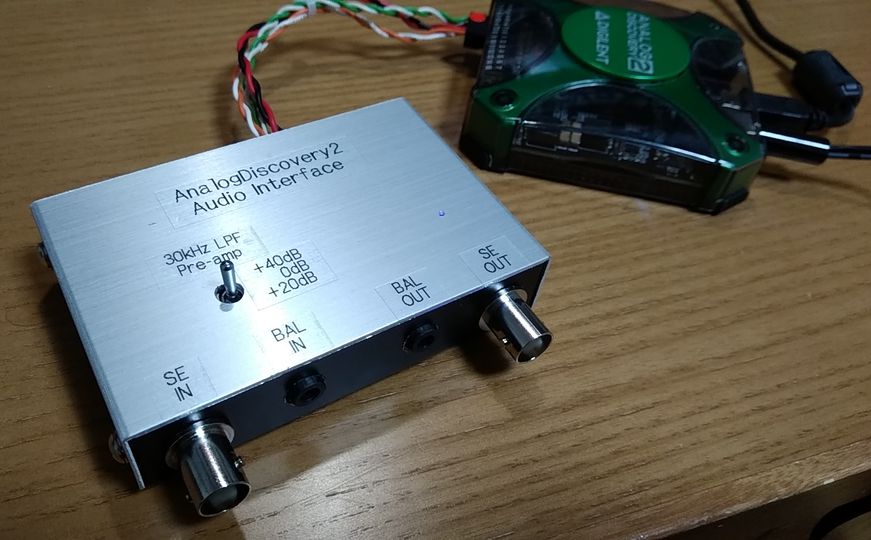 AnalogDiscovery2
Audio Interface
30kHz LPF
Pre-amp
+40dB
0dB
+20dB
SE
IN
BAL
IN
BAL
OUT
SE
OUT
ANALOG
DISCOVERY 2
DIGILENT